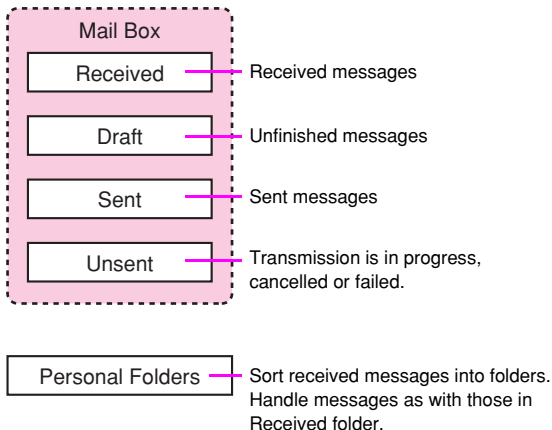 Mail Box
Received
Received messages
Draft
Unfinished messages
Sent
Sent messages
Unsent
Transmission is in progress,
cancelled or failed.
Personal Folders
Sort received messages into folders.
Handle messages as with those in
Received folder.